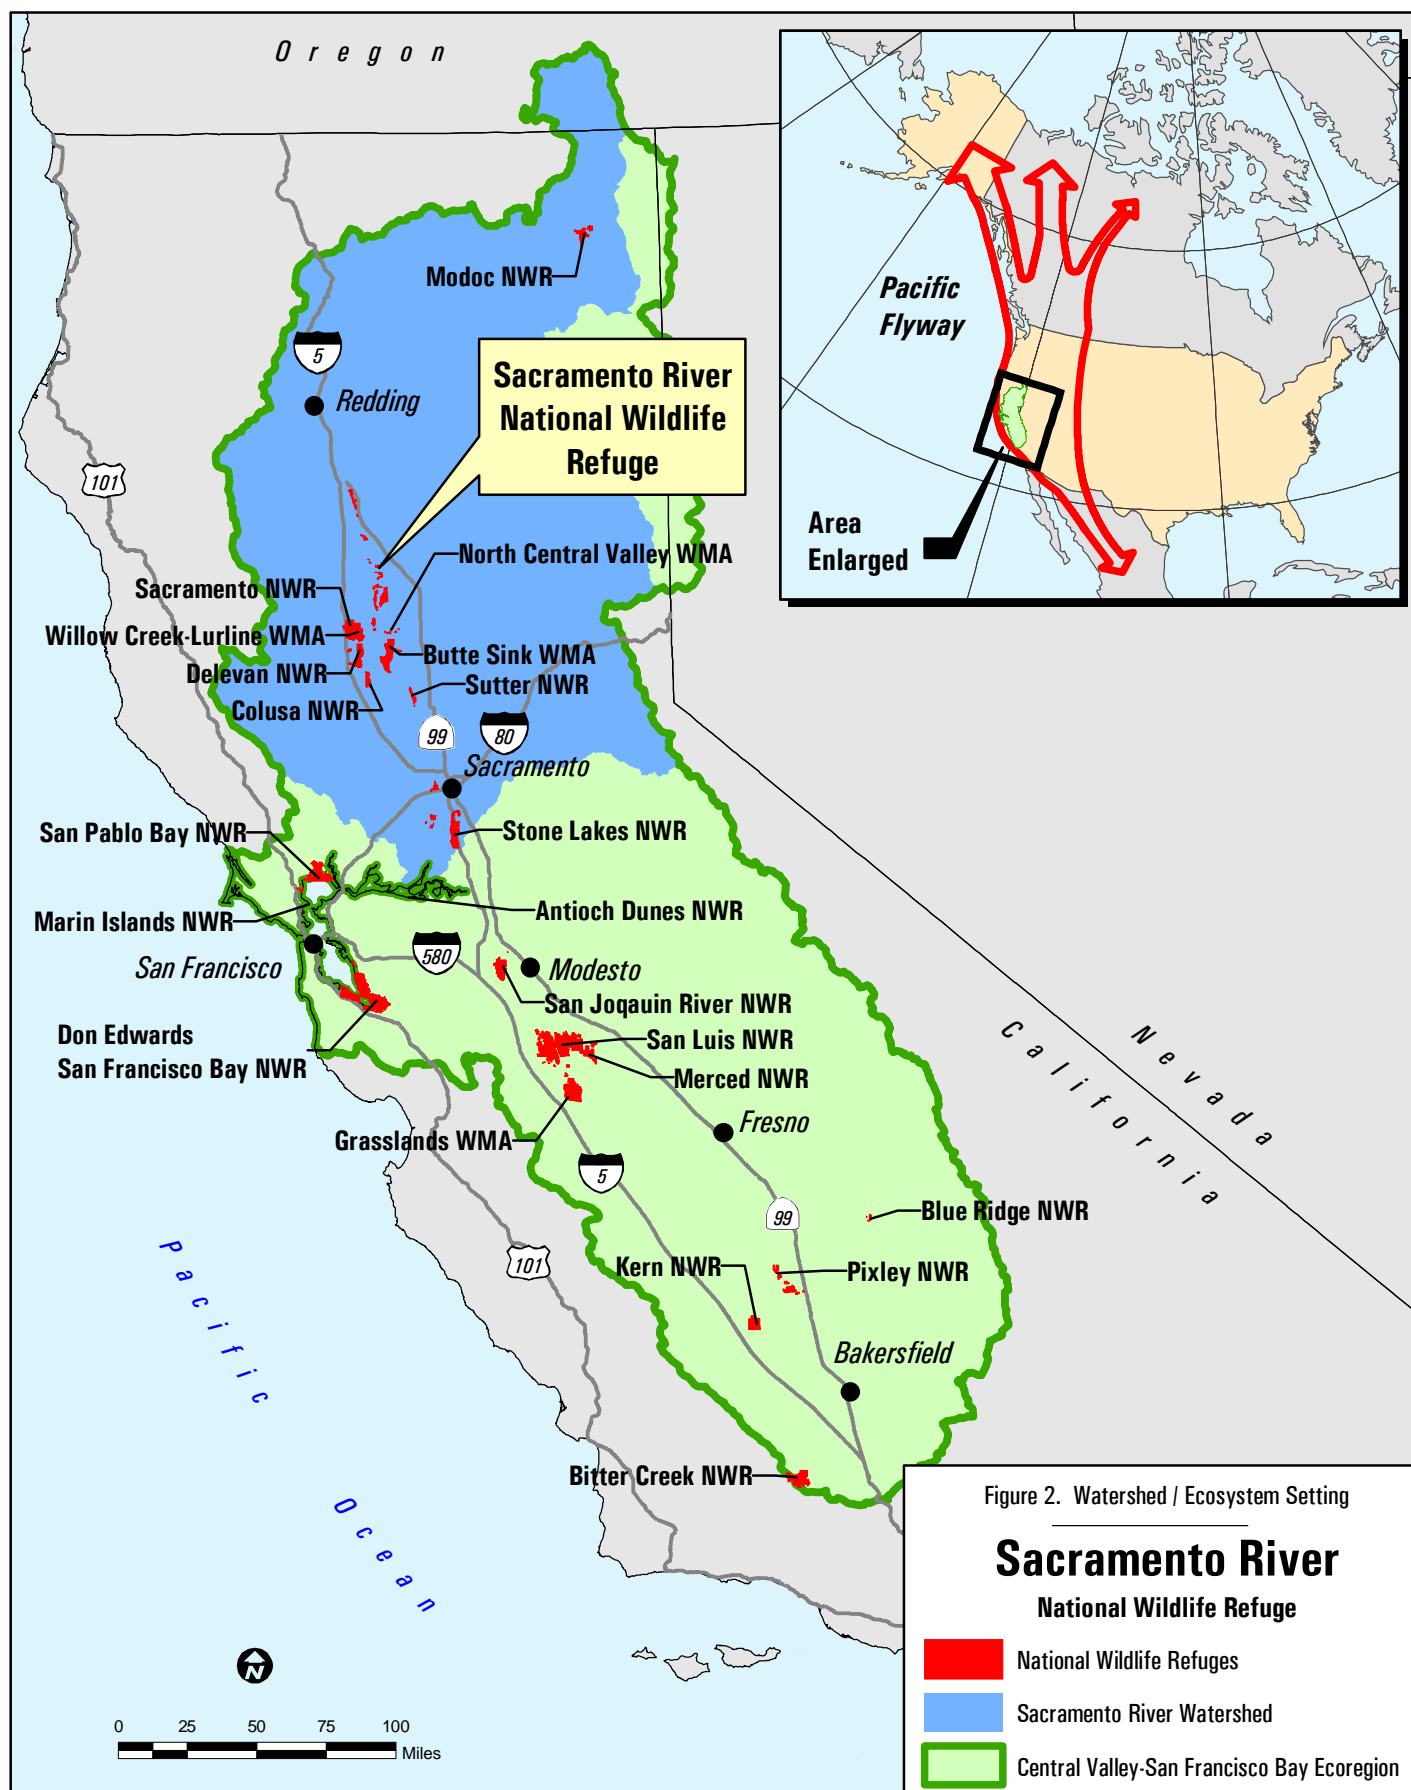 Oregon
Pacific
Flyway
Area
Enlarged
Modoc NWR
5
Redding
Sacramento River
National Wildlife
Refuge
101
North Central Valley WMA
Sacramento NWR
Willow Creek-Lurline WMA
Butte Sink WMA
Delevan NWR
Sutter NWR
Colusa NWR
99
80
Sacramento
San Pablo Bay NWR
Stone Lakes NWR
Marin Islands NWR
Antioch Dunes NWR
San Francisco
580
Modesto
San Joqauin River NWR
Don Edwards
San Francisco Bay NWR
San Luis NWR
Merced NWR
Nevada
California
Grasslands WMA
Fresno
5
Blue Ridge NWR
99
101
Kern NWR
Pixley NWR
Pacific
Ocean
Bakersfield
Bitter Creek NWR
Figure 2. Watershed / Ecosystem Setting
Sacramento River
National Wildlife Refuge
National Wildlife Refuges
Sacramento River Watershed
Central Valley-San Francisco Bay Ecoregion
N
0 25 50 75 100
Miles